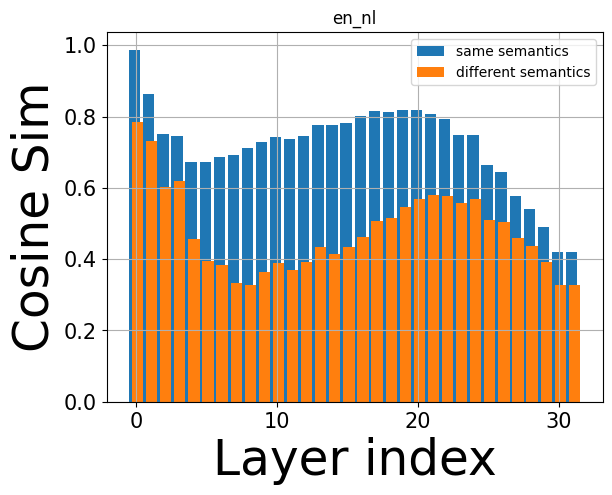 en_nl
same semantics
different semantics
Cosine Sim
1.0
0.8
0.6
0.4
0.2
0.0
0 10 20 30
Layer index